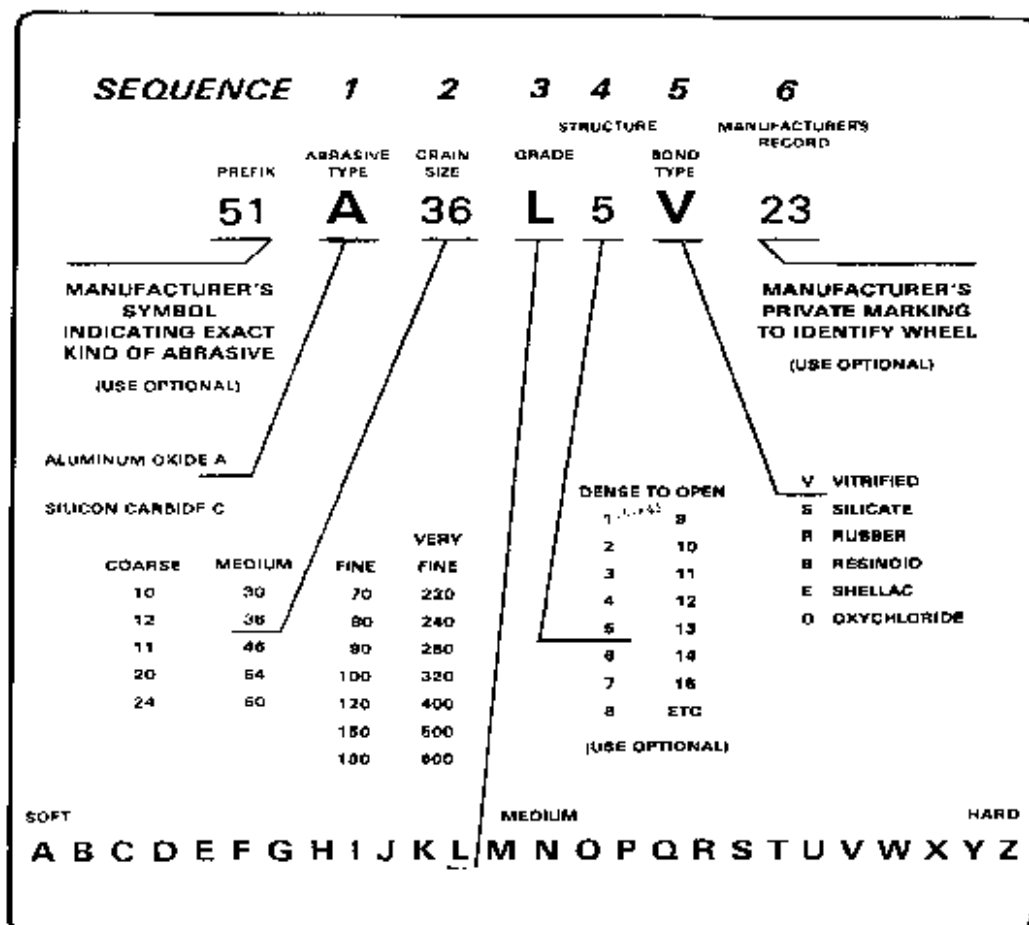 SEQUENCE 1 2 3 4 5 6
STRUCTURE MANUFACTURER'S
RECORD
PREFIX ABRASIVE TYPE GRAIN SIZE GRADE BOND TYPE
51 A 36 L 5 V 23
MANUFACTURER'S
SYMBOL
INDICATING EXACT
KIND OF ABRASIVE
(USE OPTIONAL)
MANUFACTURER'S
PRIVATE MARKING
TO IDENTIFY WHEEL
(USE OPTIONAL)
ALUMINUM OXIDE A
SILICON CARBIDE C
COARSE MEDIUM FINE VERY FINE
10 30 70 220
12 36 80 240
11 46 90 280
20 54 100 320
24 60 120 400
150 500
180 600
DENSE TO OPEN
1 9
2 10
3 11
4 12
5 13
6 14
7 15
8 ETC
(USE OPTIONAL)
V VITRIFIED
S SILICATE
R RUBBER
B RESINOID
E SHELLAC
O OXYCHLORIDE
SOFT MEDIUM HARD
A B C D E F G H I J K L M N O P Q R S T U V W X Y Z